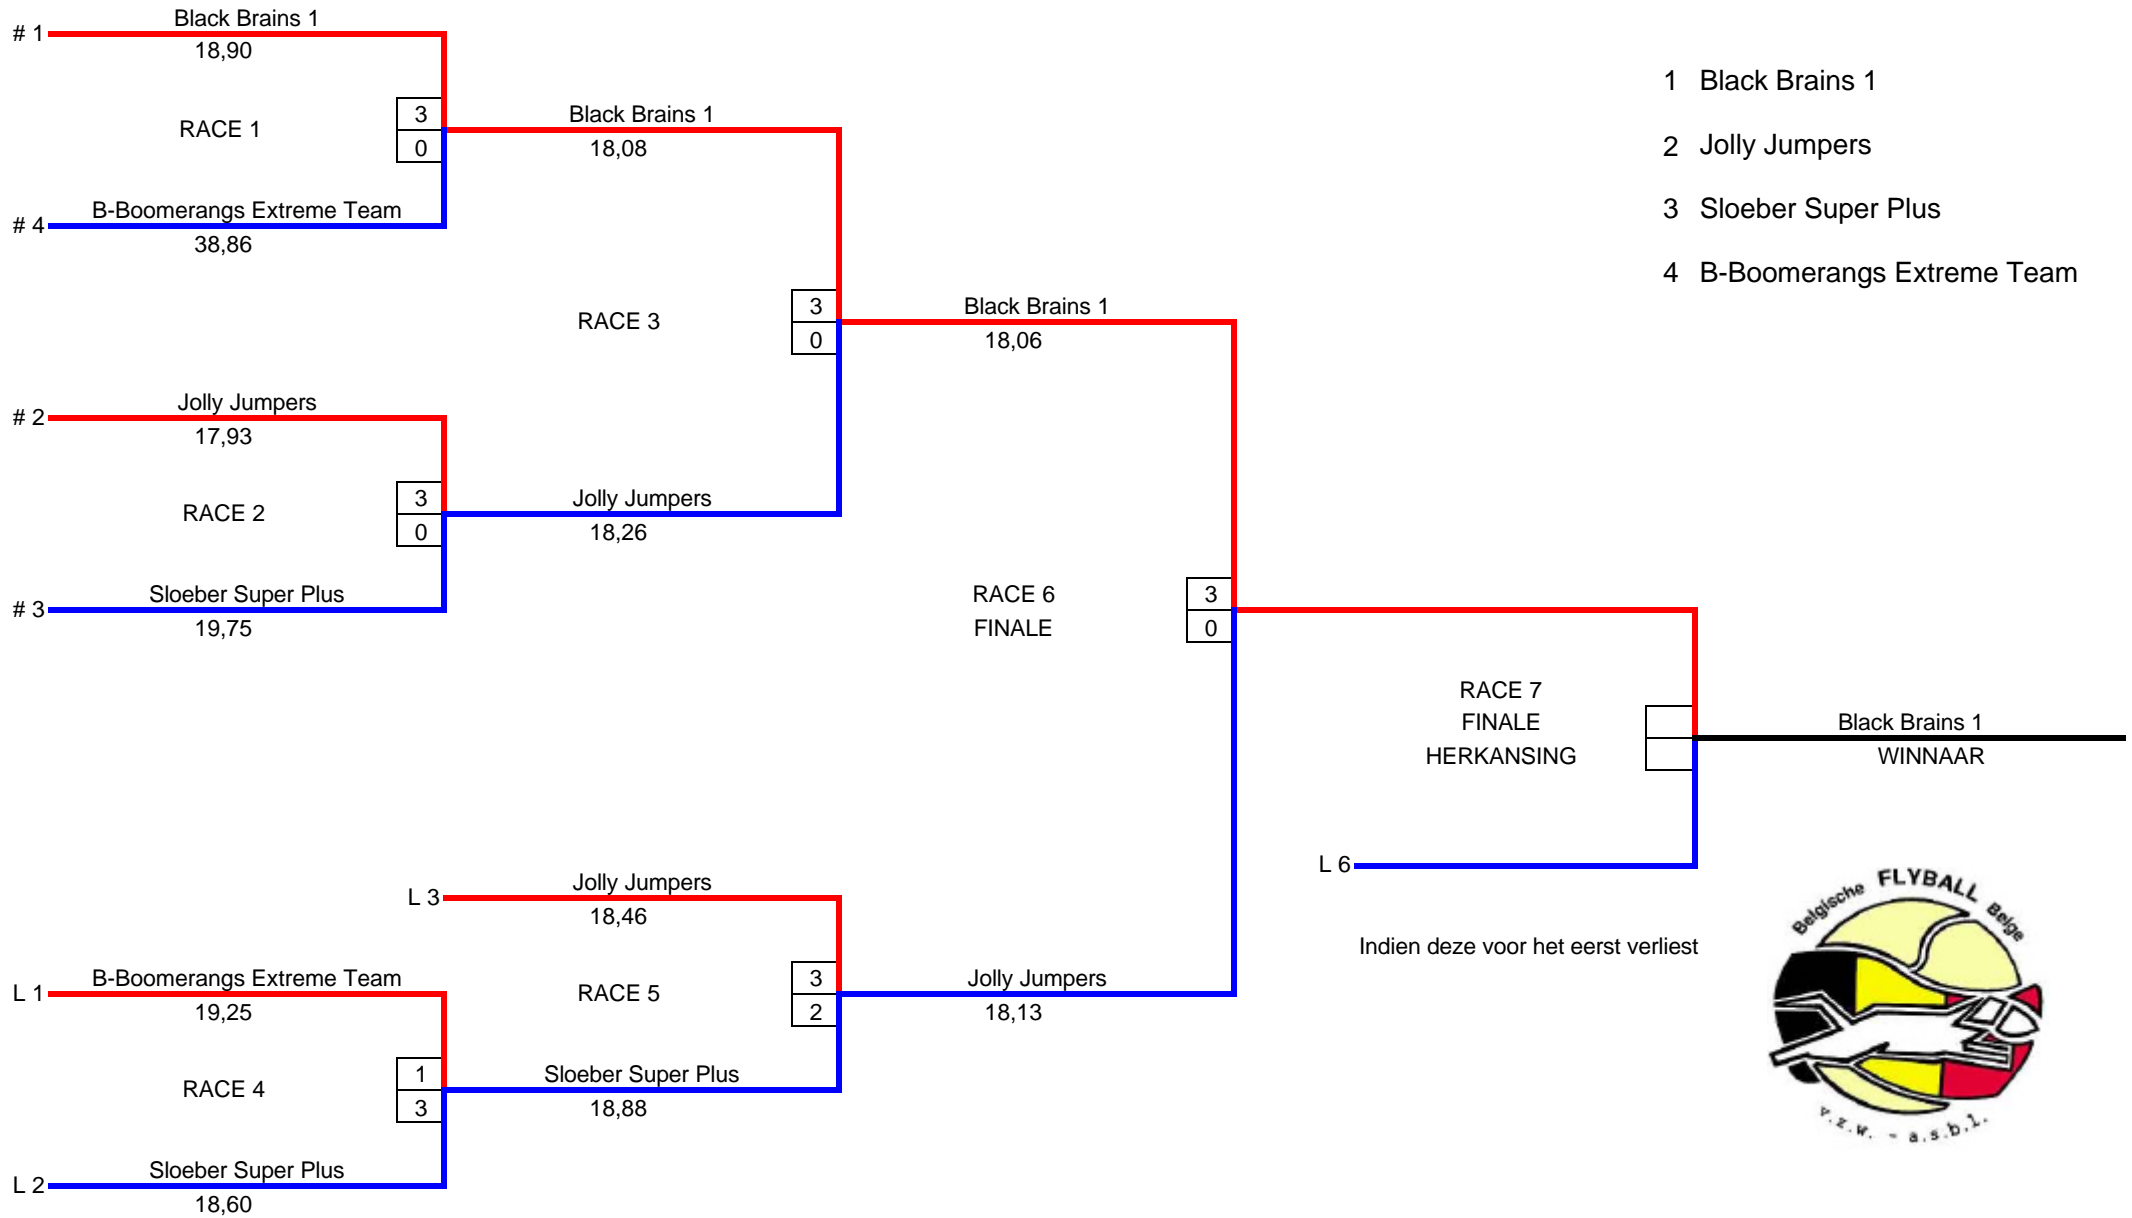 # 1
Black Brains 1
18,90
RACE 1
3
0
# 4
B-Boomerangs Extreme Team
38,86
# 2
Jolly Jumpers
17,93
RACE 2
3
0
# 3
Sloeber Super Plus
19,75
Black Brains 1
18,08
RACE 3
3
0
Jolly Jumpers
18,26
L 1
B-Boomerangs Extreme Team
19,25
RACE 4
1
3
L 2
Sloeber Super Plus
18,60
L 3
Jolly Jumpers
18,46
RACE 5
3
2
Sloeber Super Plus
18,88
Black Brains 1
18,06
RACE 6
FINALE
3
0
Jolly Jumpers
18,13
RACE 7
FINALE
HERKANSING
L 6
Indien deze voor het eerst verliest
Black Brains 1
WINNAAR
1 Black Brains 1
2 Jolly Jumpers
3 Sloeber Super Plus
4 B-Boomerangs Extreme Team
Belgische FLYBALL Belge
v.z.w. - a.s.b.l.